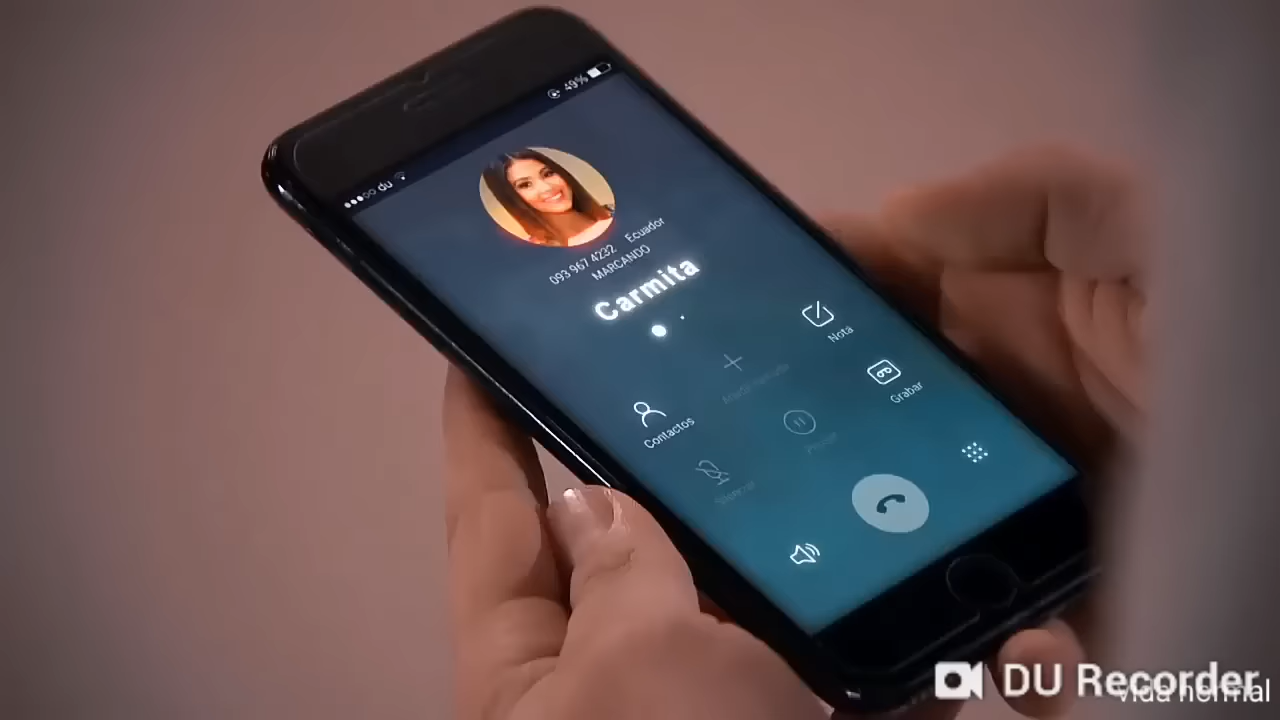 du 49%
093 967 4232 Ecuador
MARCANDO
Carmita
Nota
Contactos
Grabar
DU Recorder
vida normal